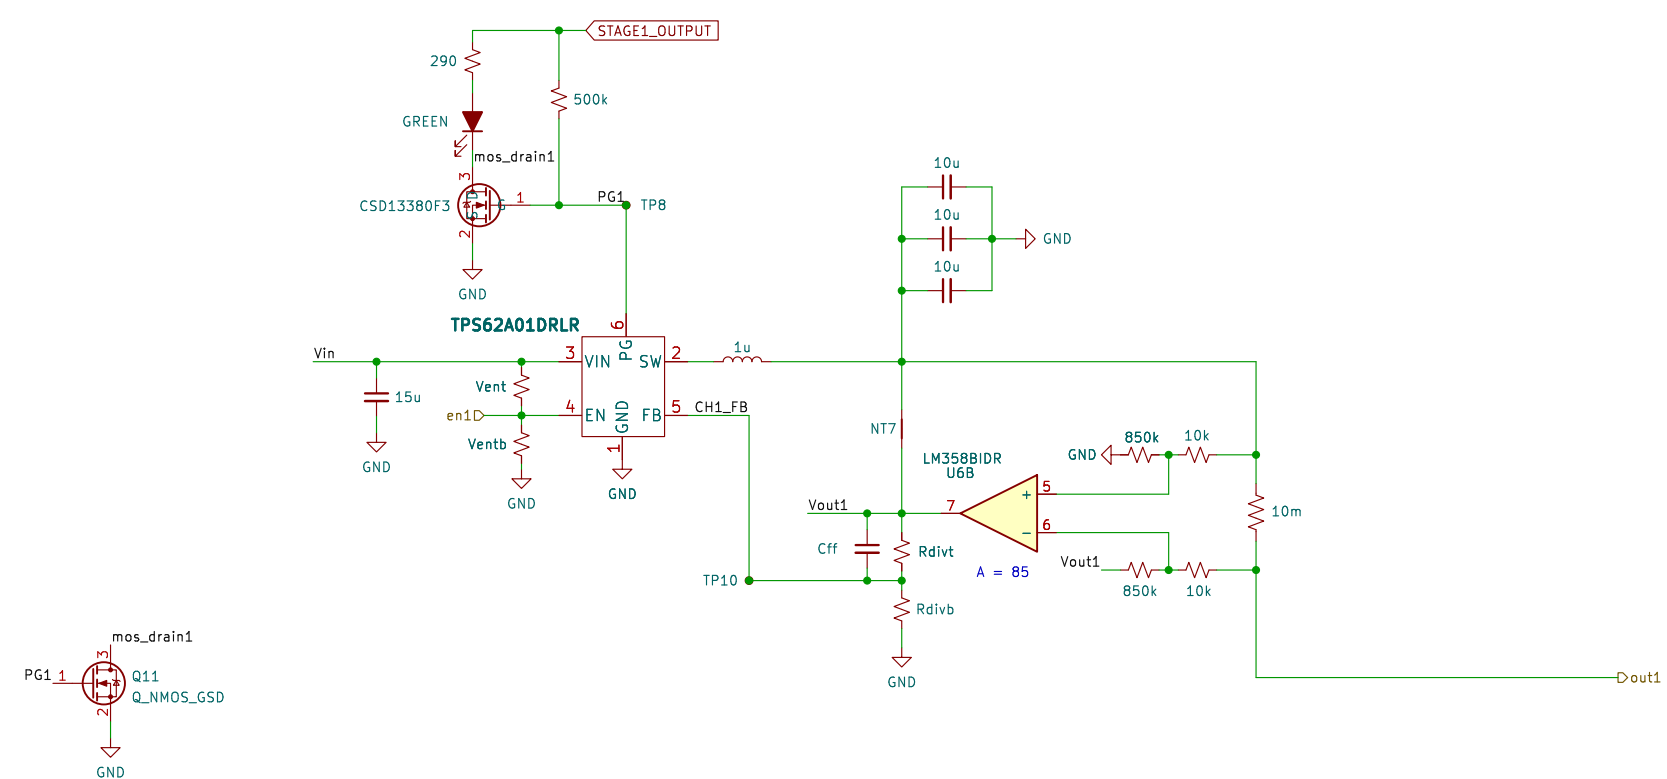 STAGE1_OUTPUT
290
500k
GREEN
mos_drain1
3
D
CSD13380F3
S
G
1
PG1
TP8
2
GND
10u
10u
GND
10u
TPS62A01DRLR
6
PG
Vin
3
VIN
SW
2
1u
15u
Vent
en1
4
EN
GND
FB
5
CH1_FB
Ventb
1
GND
GND
GND
NT7
LM358BIDR
U6B
GND
850k
10k
5
+
7
6
-
10m
Vout1
Cff
Rdivt
A = 85
Vout1
850k
10k
TP10
Rdivb
GND
mos_drain1
3
PG1
1
Q11
Q_NMOS_GSD
2
GND
out1